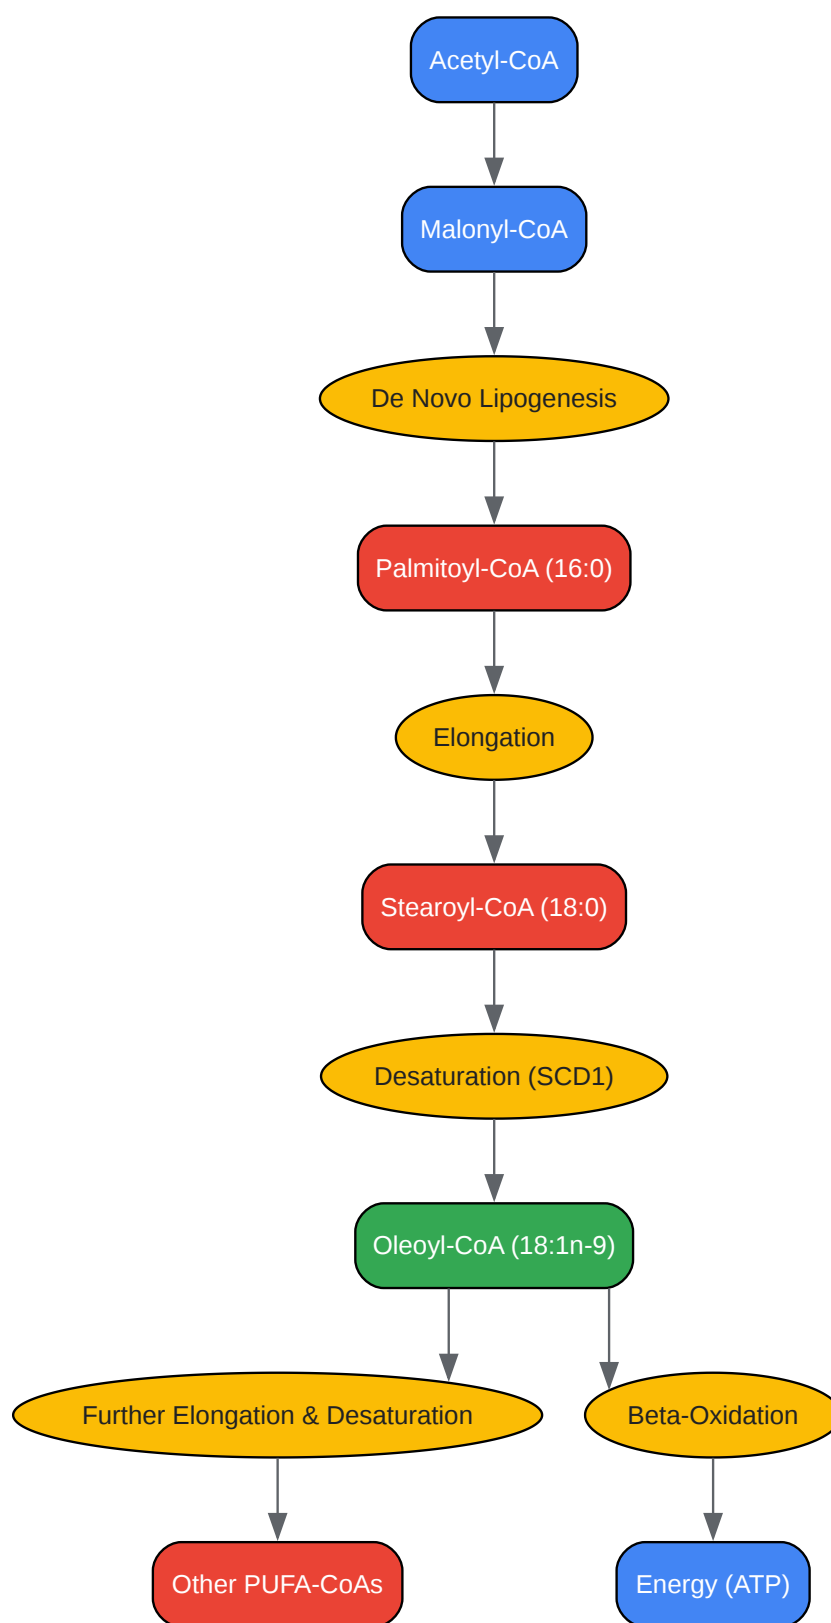 Acetyl-CoA
Malonyl-CoA
De Novo Lipogenesis
Palmitoyl-CoA (16:0)
Elongation
Stearoyl-CoA (18:0)
Desaturation (SCD1)
Oleoyl-CoA (18:1n-9)
Further Elongation & Desaturation
Beta-Oxidation
Other PUFA-CoAs
Energy (ATP)